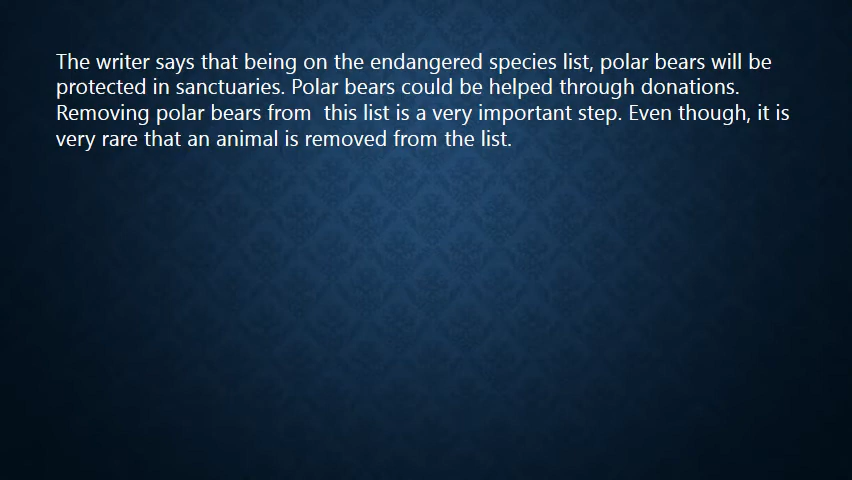 The writer says that being on the endangered species list, polar bears will be
protected in sanctuaries. Polar bears could be helped through donations.
Removing polar bears from  this list is a very important step. Even though, it is
very rare that an animal is removed from the list.